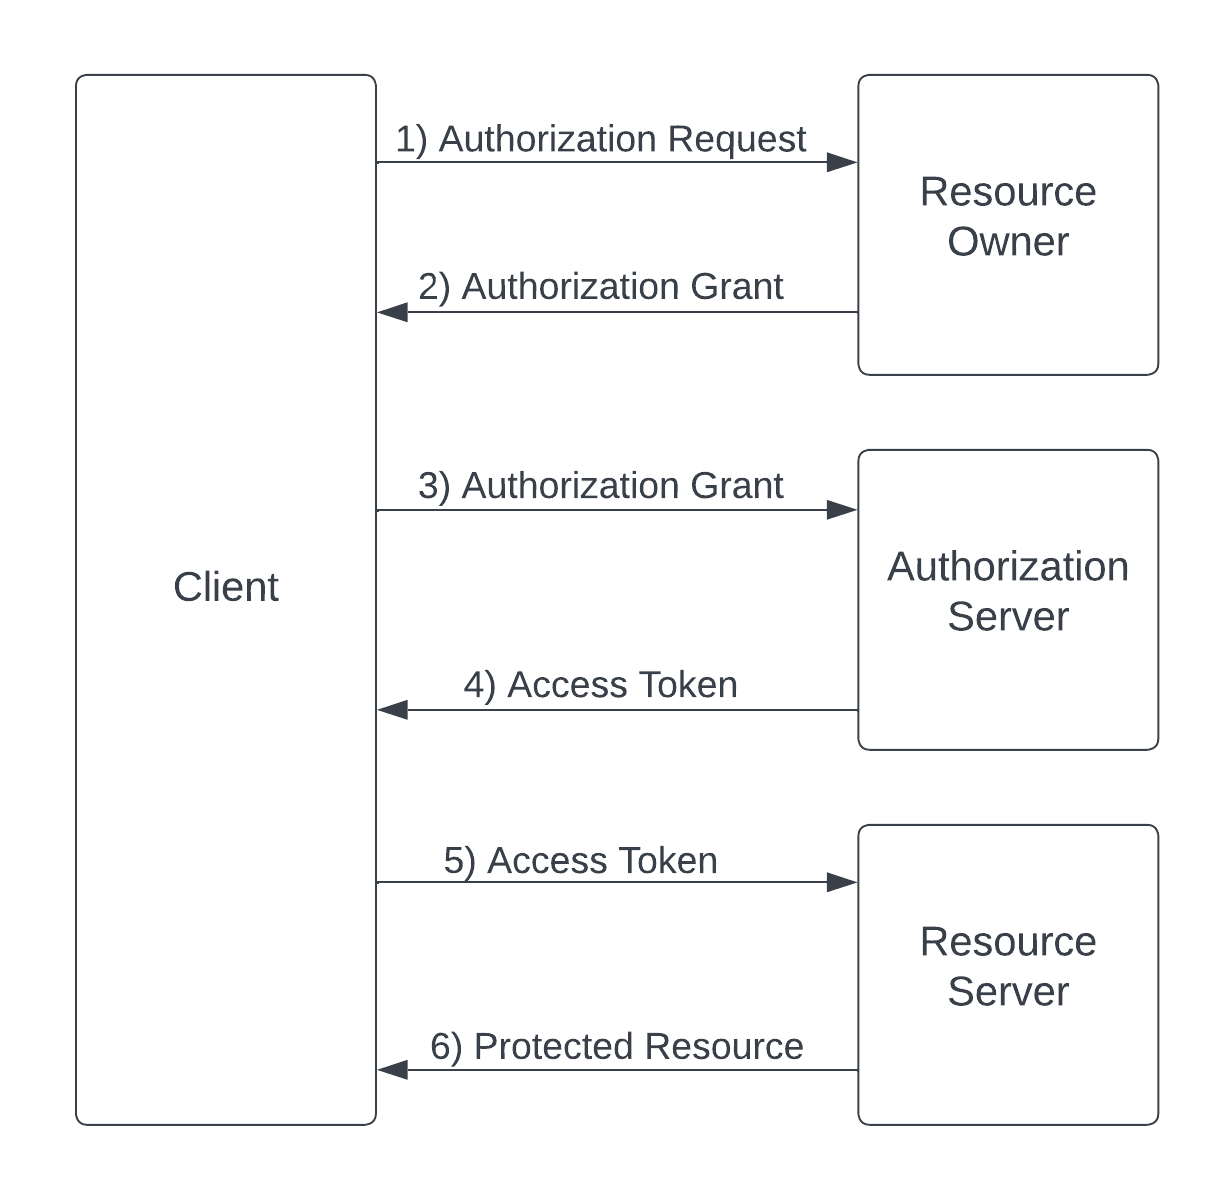 1) Authorization Request
Resource
Owner
2) Authorization Grant
3) Authorization Grant
Client
Authorization
Server
4) Access Token
5) Access Token
Resource
Server
6) Protected Resource